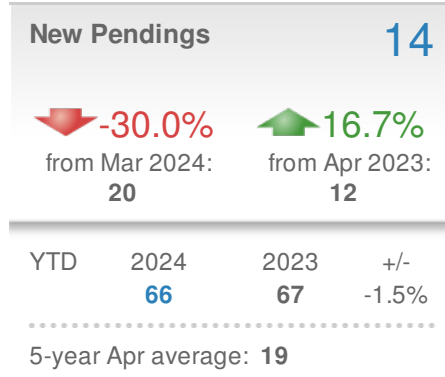 New Pendings 14
-30.0% 16.7%
from Mar 2024: from Apr 2023:
20 12
YTD 2024 2023 +/-
66 67 -1.5%
5-year Apr average: 19